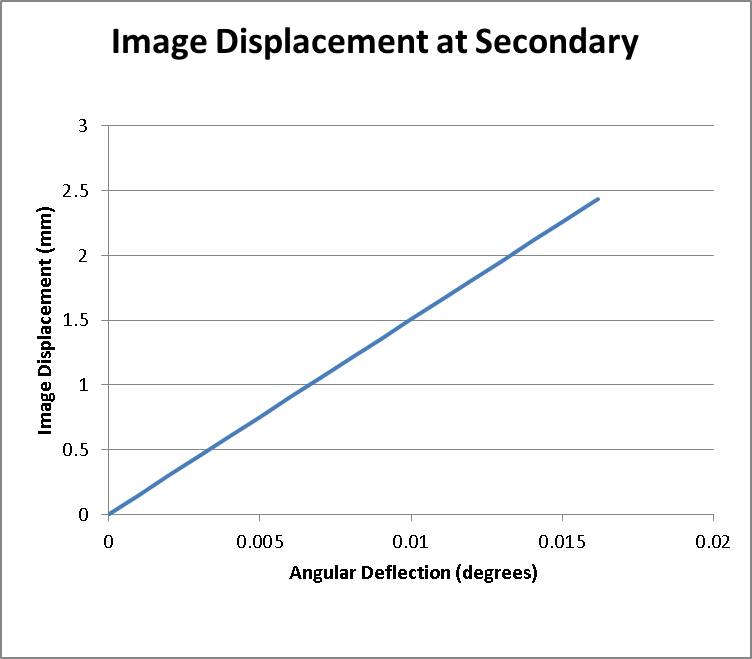 Image Displacement at Secondary
3
2.5
2
1.5
1
0.5
0
Image Displacement (mm)
0 0.005 0.01 0.015 0.02
Angular Deflection (degrees)